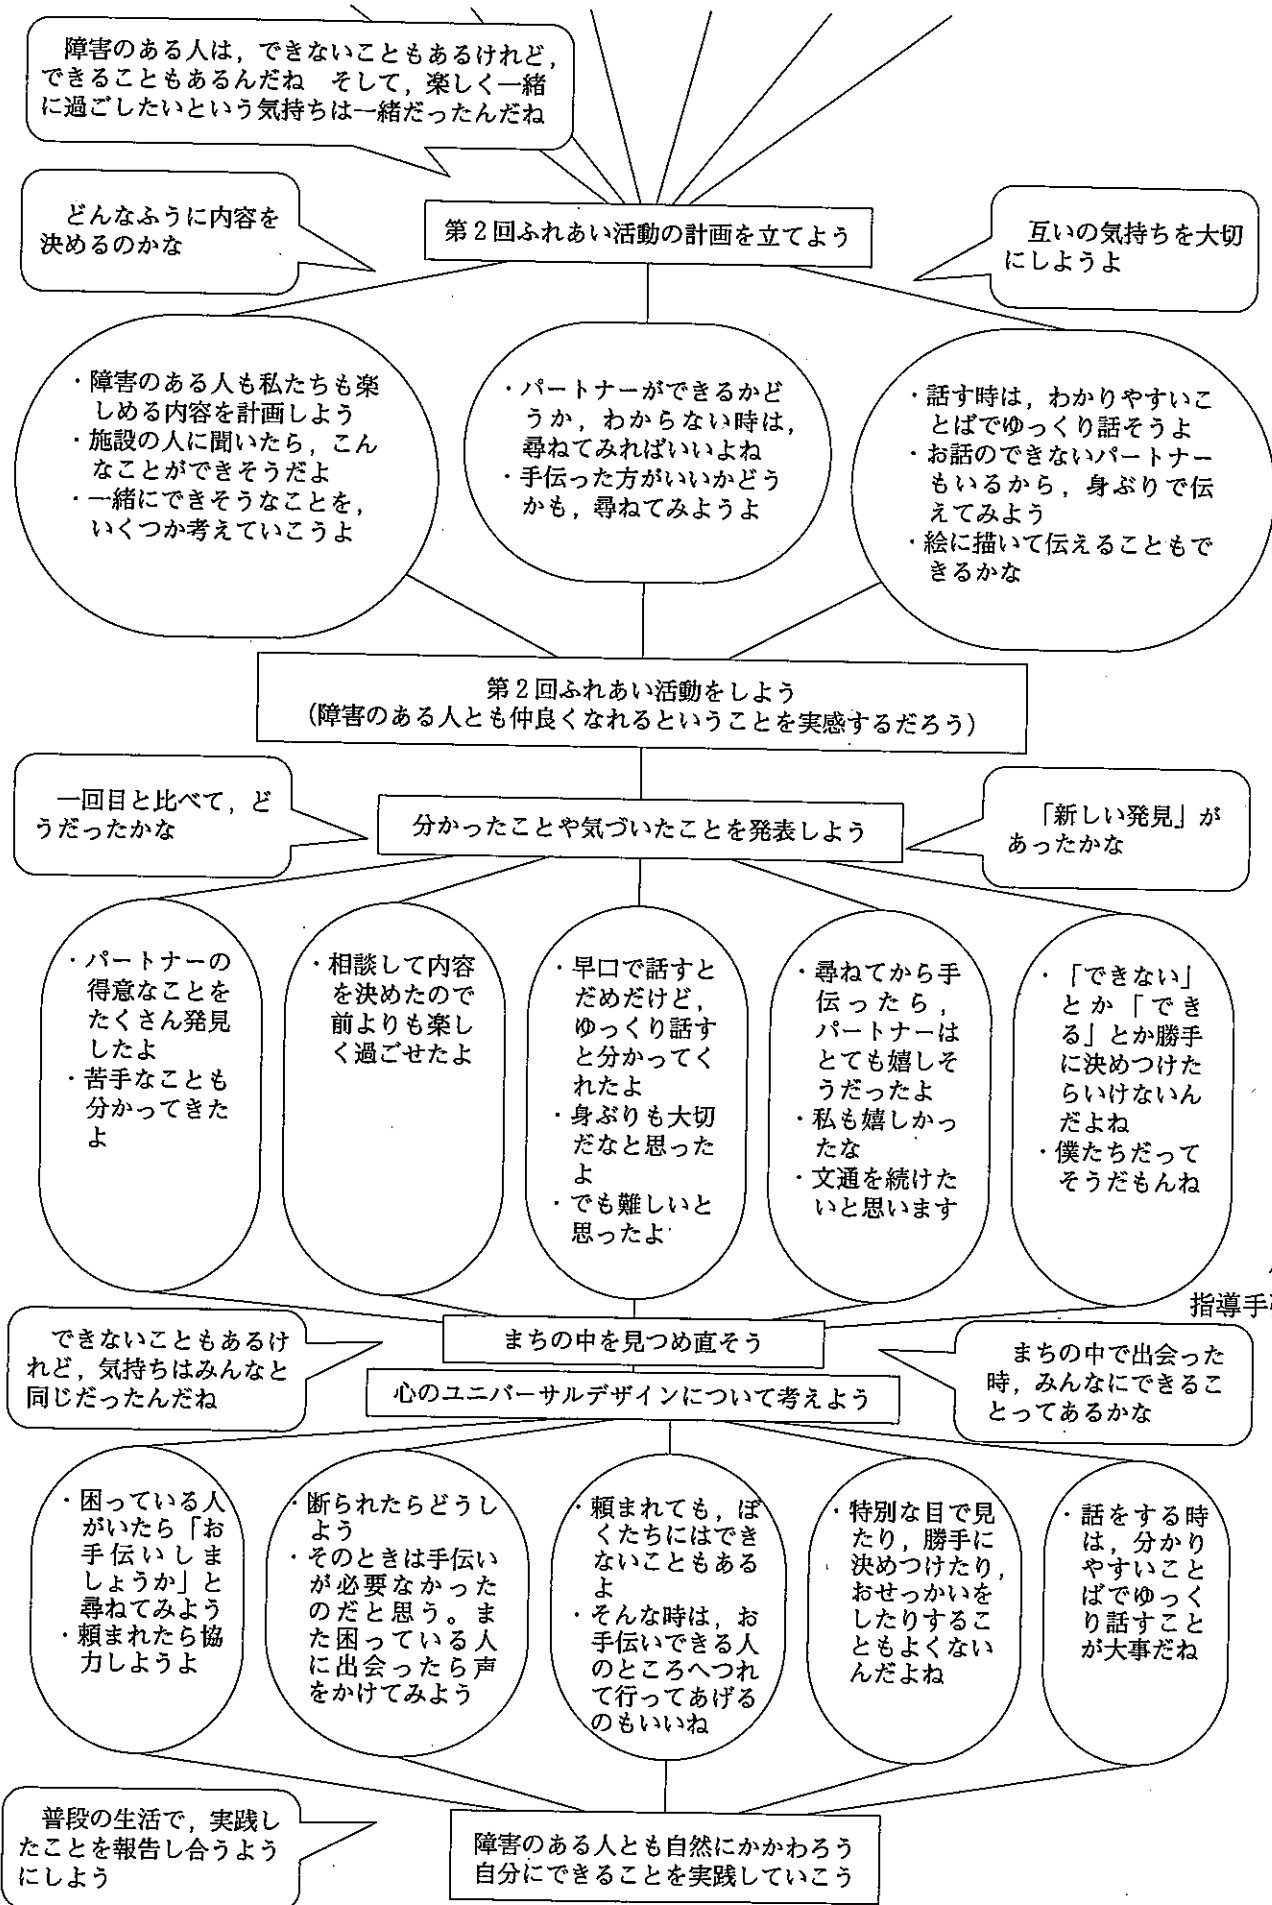 障害のある人は，できないこともあるけれど，
できることもあるんだね　そして，楽しく一緒
に過ごしたいという気持ちは一緒だったんだね
どんなふうに内容を
決めるのかな
第2回ふれあい活動の計画を立てよう
互いの気持ちを大切
にしようよ
・障害のある人も私たちも楽
しめる内容を計画しよう
・施設の人に聞いたら，こん
なことができそうだよ
・一緒にできそうなことを，
いくつか考えていこうよ
・パートナーができるかど
うか，わからない時は，
尋ねてみればいいよね
・手伝った方がいいかどう
かも，尋ねてみようよ
・話す時は，わかりやすいこ
とばでゆっくり話そうよ
・お話のできないパートナー
もいるから，身ぶりで伝
えてみよう
・絵に描いて伝えることもで
きるかな
第2回ふれあい活動をしよう
（障害のある人とも仲良くなれるということを実感するだろう）
一回目と比べて，ど
うだったかな
分かったことや気づいたことを発表しよう
「新しい発見」が
あったかな
・パートナーの
得意なことを
たくさん発見
したよ
・苦手なことも
分かってきた
よ
・相談して内容
を決めたので
前よりも楽し
く過ごせたよ
・早口で話すと
だめだけど，
ゆっくり話す
と分かってく
れたよ
・身ぶりも大切
だなと思った
よ
・でも難しいと
思ったよ
・尋ねてから手
伝ったら，
パートナーは
とても嬉しそ
うだったよ
・私も嬉しかっ
たな
・文通を続けた
いと思います
・「できない」
とか「でき
る」とか勝手
に決めつけた
らいけないん
だよね
・僕たちだって
そうだもんね
指導手
できないこともあるけ
れど，気持ちはみんなと
同じだったんだね
まちの中を見つめ直そう
心のユニバーサルデザインについて考えよう
まちの中で出会った
時，みんなにできるこ
とってあるかな
・困っている人
がいたら「お
手伝いしま
しょうか」と
尋ねてみよう
・頼まれたら協
力しようよ
・断られたらどうし
よう
・そのときは手伝い
が必要なかった
のだと思う。ま
た困っている人
に出会ったら声
をかけてみよう
・頼まれても，ぼ
くたちにはでき
ないこともある
よ
・そんな時は，お
手伝いできる人
のところへつれ
て行ってあげる
のもいいね
・特別な目で見
たり，勝手に
決めつけたり，
おせっかいを
したりするこ
ともよくない
んだよね
・話をする時
は，分かり
やすいこと
ばでゆっく
り話すこと
が大事だね
普段の生活で，実践し
たことを報告し合うよう
にしよう
障害のある人とも自然にかかわろう
自分にできることを実践していこう